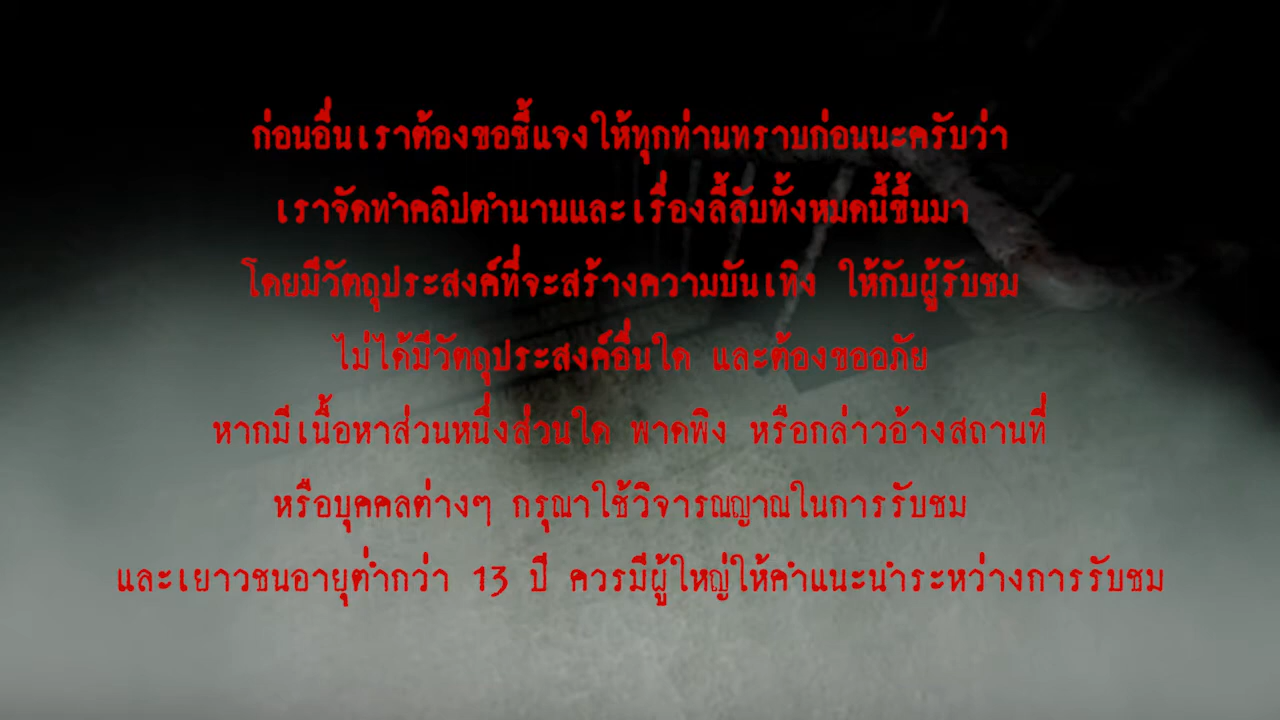 ก่อนอื่นเราต้องขอชี้แจงให้ทุกท่านทราบก่อนนะครับว่า
เราจัดทำคลิปตำนานและเรื่องลี้ลับทั้งหมดนี้ขึ้นมา
โดยมีวัตถุประสงค์ที่จะสร้างความบันเทิง ให้กับผู้รับชม
ไม่ได้มีวัตถุประสงค์อื่นใด และต้องขออภัย
หากมีเนื้อหาส่วนหนึ่งส่วนใด พาดพิง หรือกล่าวอ้างสถานที่
หรือบุคคลต่างๆ กรุณาใช้วิจารณญาณในการรับชม
และเยาวชนอายุต่ำกว่า 13 ปี ควรมีผู้ใหญ่ให้คำแนะนำระหว่างการรับชม